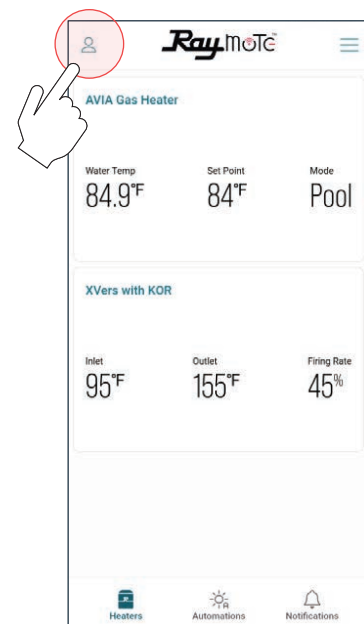 Raymote™
AVIA Gas Heater
Water Temp Set Point Mode
84.9°F 84°F Pool
XVers with KOR
Inlet Outlet Firing Rate
95°F 155°F 45%
Heaters Automations Notifications